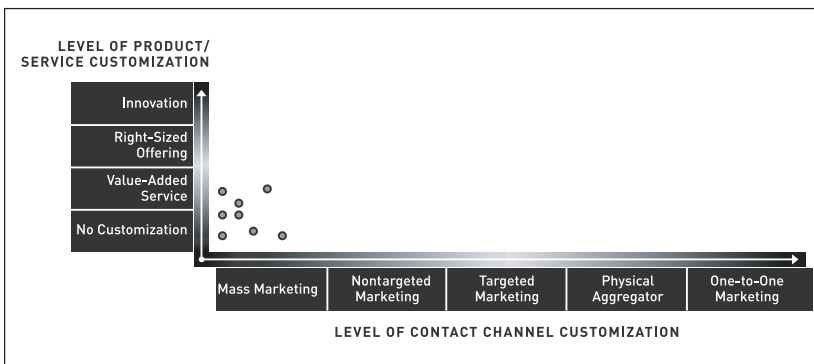 LEVEL OF PRODUCT/
SERVICE CUSTOMIZATION
Innovation
Right-Sized
Offering
Value-Added
Service
No Customization
Mass Marketing
Nontargeted
Marketing
Targeted
Marketing
Physical
Aggregator
One-to-One
Marketing
LEVEL OF CONTACT CHANNEL CUSTOMIZATION